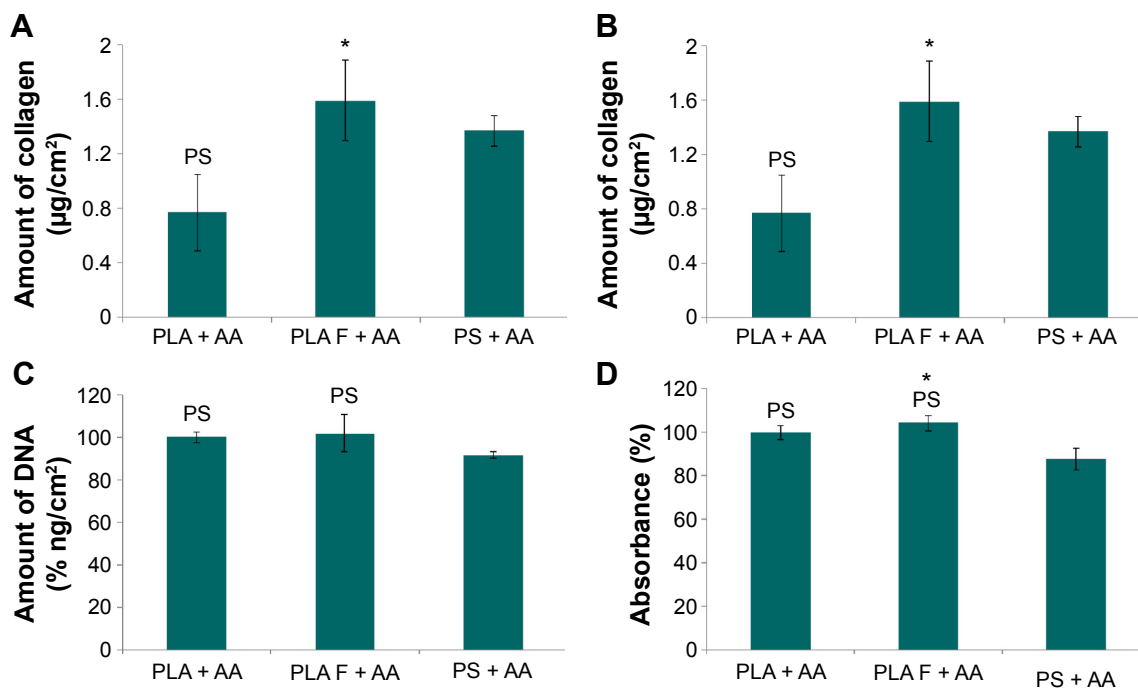 A
Amount of collagen
(µg/cm²)
2
1.6
1.2
0.8
0.4
0
PS
*
PLA + AA
PLA F + AA
PS + AA
B
Amount of collagen
(µg/cm²)
2
1.6
1.2
0.8
0.4
0
PS
*
PLA + AA
PLA F + AA
PS + AA
C
Amount of DNA
(% ng/cm²)
120
100
80
60
40
20
0
PS
PS
PLA + AA
PLA F + AA
PS + AA
D
Absorbance (%)
120
100
80
60
40
20
0
PS
*
PS
PLA + AA
PLA F + AA
PS + AA